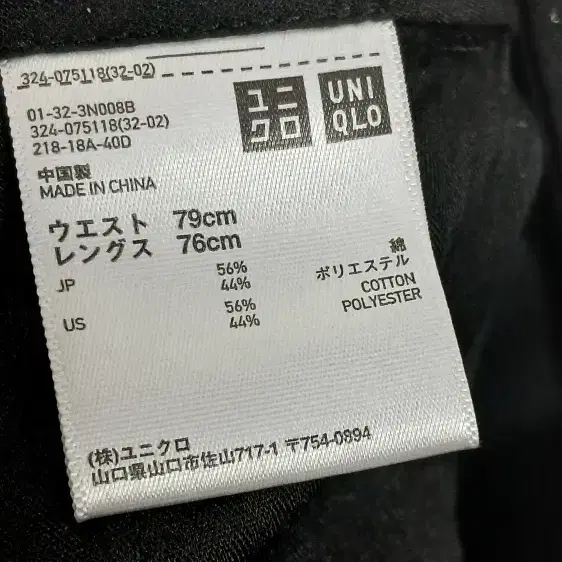 324-075118(32-02)
ユニクロ
UNIQLO
01-32-3N008B
324-075118(32-02)
218-18A-40D
中国製
MADE IN CHINA
ウエスト 79cm
レングス 76cm
JP 56% 綿
44% ポリエステル
US 56% COTTON
44% POLYESTER
(株)ユニクロ
山口県山口市佐山717-1 〒754-0894